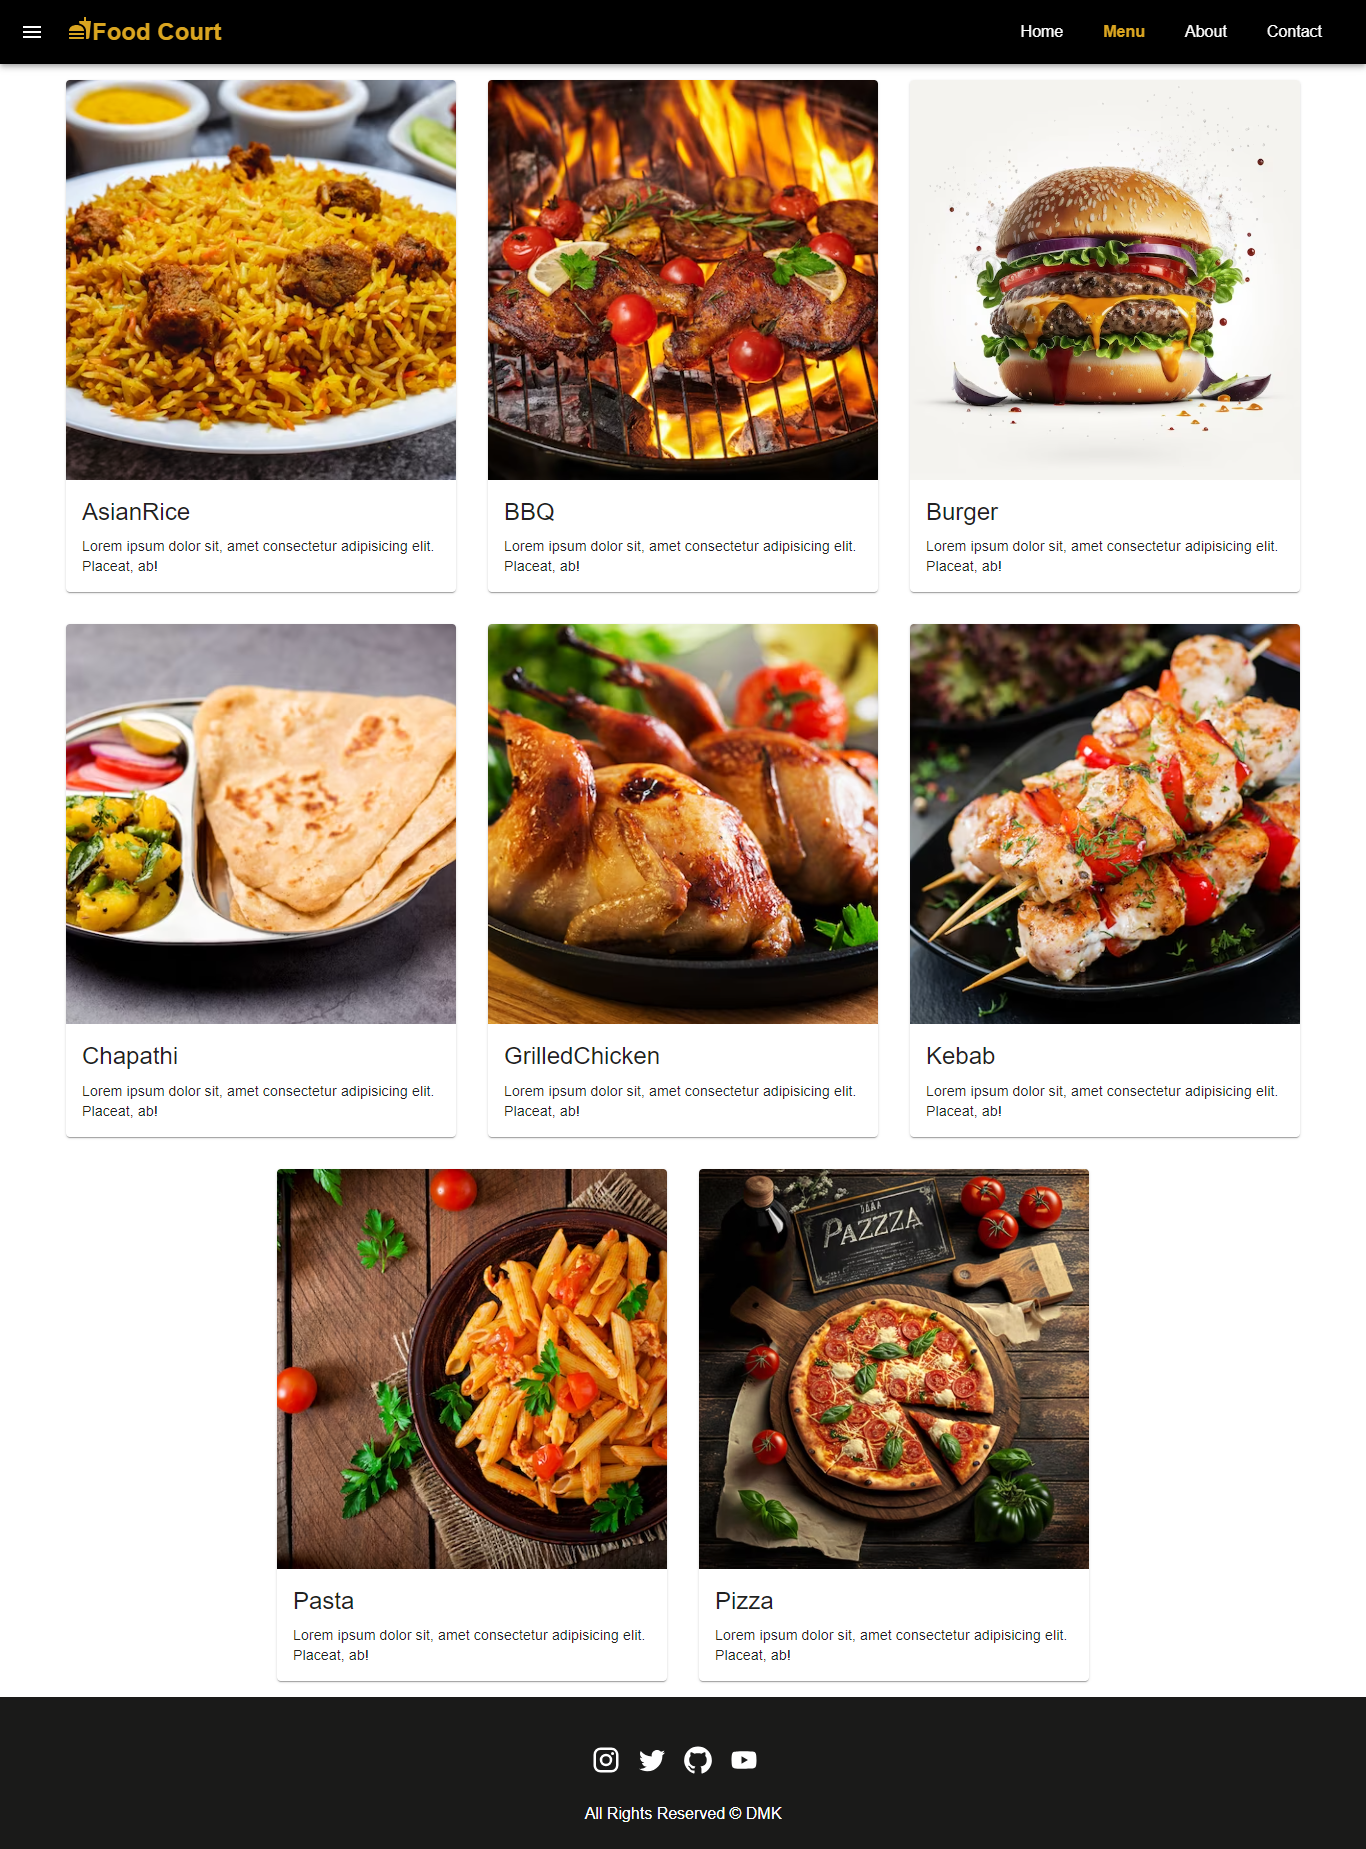 Food Court
Home Menu About Contact
AsianRice
Lorem ipsum dolor sit, amet consectetur adipisicing elit.
Placeat, ab!
BBQ
Lorem ipsum dolor sit, amet consectetur adipisicing elit.
Placeat, ab!
Burger
Lorem ipsum dolor sit, amet consectetur adipisicing elit.
Placeat, ab!
Chapathi
Lorem ipsum dolor sit, amet consectetur adipisicing elit.
Placeat, ab!
GrilledChicken
Lorem ipsum dolor sit, amet consectetur adipisicing elit.
Placeat, ab!
Kebab
Lorem ipsum dolor sit, amet consectetur adipisicing elit.
Placeat, ab!
PAZZZA
Pasta
Lorem ipsum dolor sit, amet consectetur adipisicing elit.
Placeat, ab!
Pizza
Lorem ipsum dolor sit, amet consectetur adipisicing elit.
Placeat, ab!
All Rights Reserved © DMK